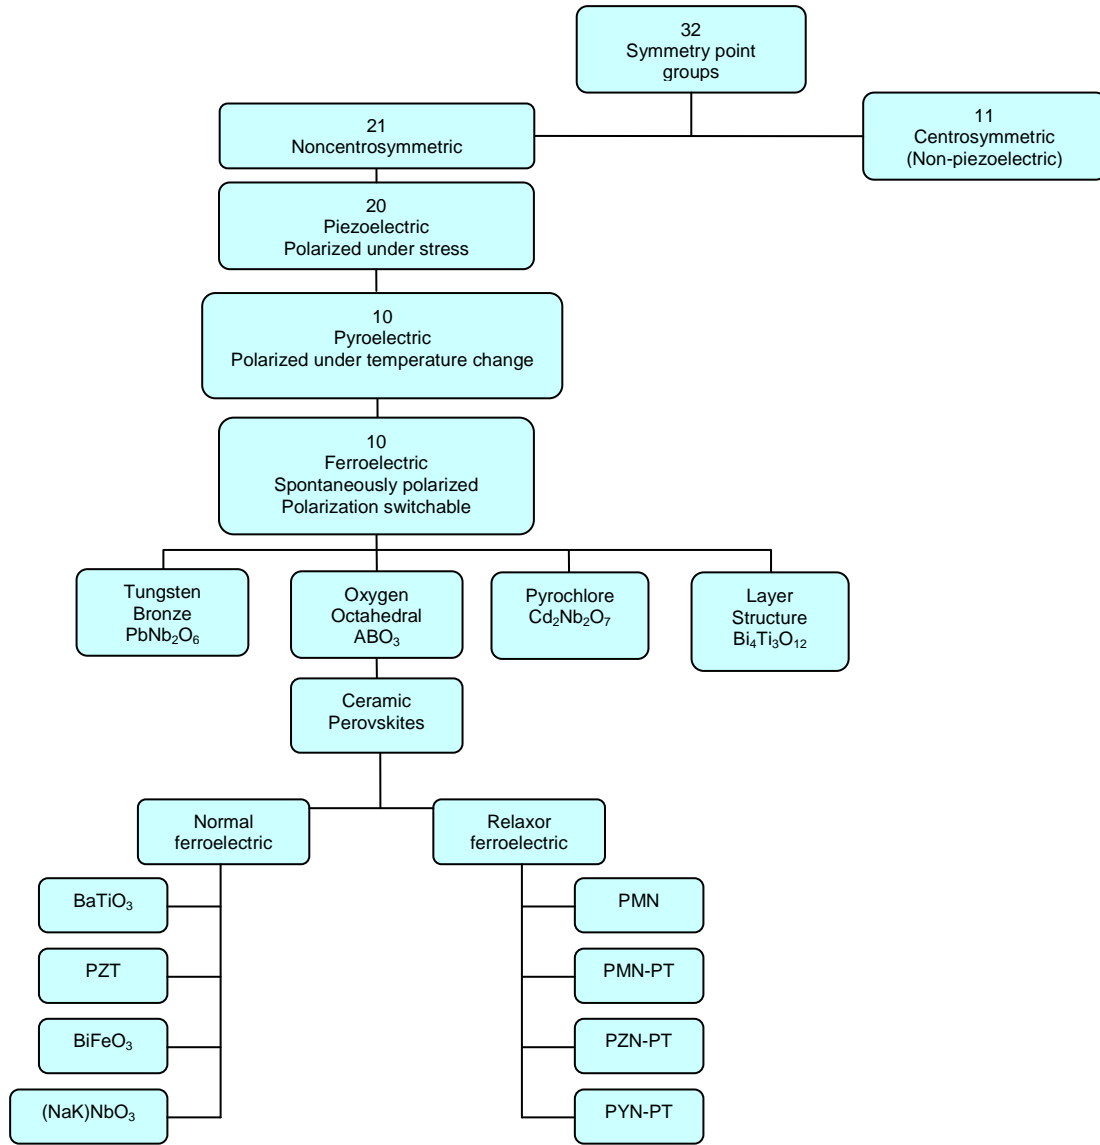 32
Symmetry point
groups
21
Noncentrosymmetric
11
Centrosymmetric
(Non-piezoelectric)
20
Piezoelectric
Polarized under stress
10
Pyroelectric
Polarized under temperature change
10
Ferroelectric
Spontaneously polarized
Polarization switchable
Tungsten
Bronze
PbNb₂O₆
Oxygen
Octahedral
ABO₃
Pyrochlore
Cd₂Nb₂O₇
Layer
Structure
Bi₄Ti₃O₁₂
Ceramic
Perovskites
Normal
ferroelectric
Relaxor
ferroelectric
BaTiO₃
PZT
BiFeO₃
(NaK)NbO₃
PMN
PMN-PT
PZN-PT
PYN-PT